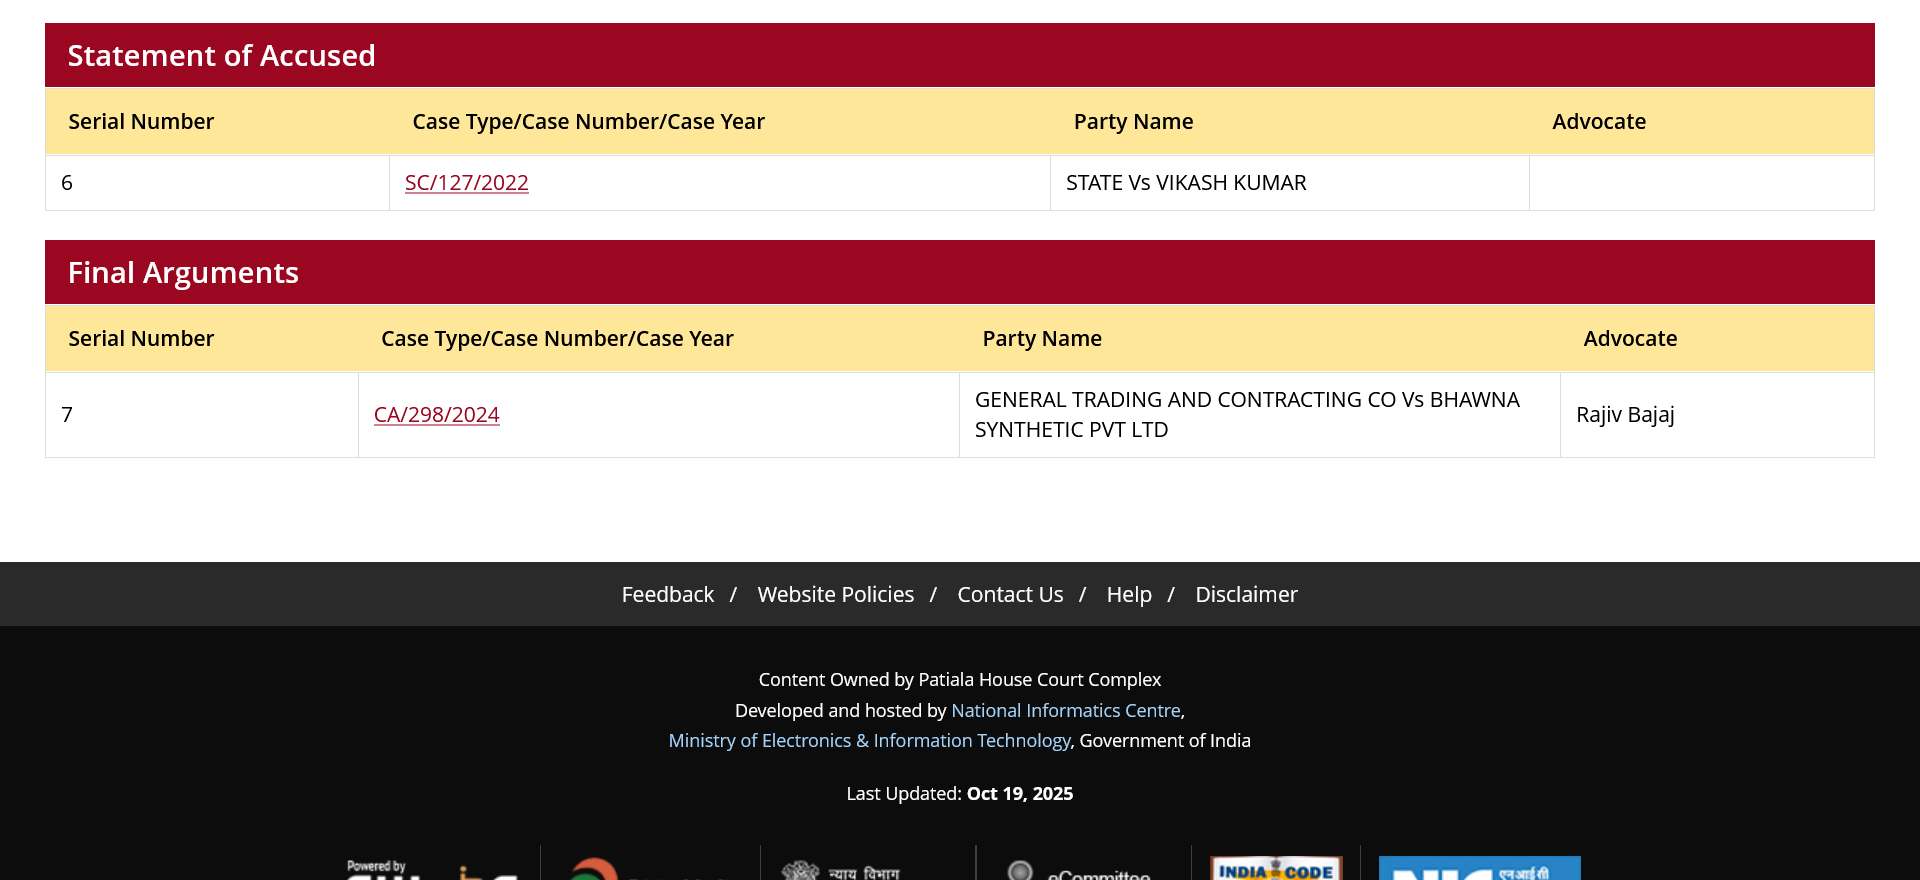 Statement of Accused
Serial Number Case Type/Case Number/Case Year Party Name Advocate
6 SC/127/2022 STATE Vs VIKASH KUMAR
Final Arguments
Serial Number Case Type/Case Number/Case Year Party Name Advocate
7 CA/298/2024 GENERAL TRADING AND CONTRACTING CO Vs BHAWNA
SYNTHETIC PVT LTD Rajiv Bajaj
Feedback / Website Policies / Contact Us / Help / Disclaimer
Content Owned by Patiala House Court Complex
Developed and hosted by National Informatics Centre,
Ministry of Electronics & Information Technology, Government of India
Last Updated: Oct 19, 2025
Powered by
न्याय विभाग
eCommittee
INDIA CODE
NIC एन आई सी